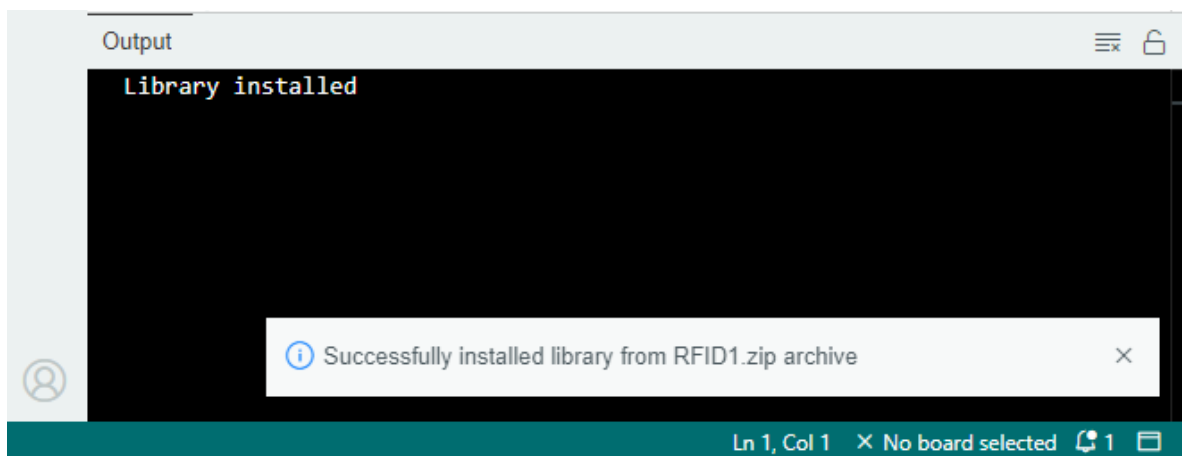 Output
Library installed
Successfully installed library from RFID1.zip archive
Ln 1, Col 1 No board selected 1